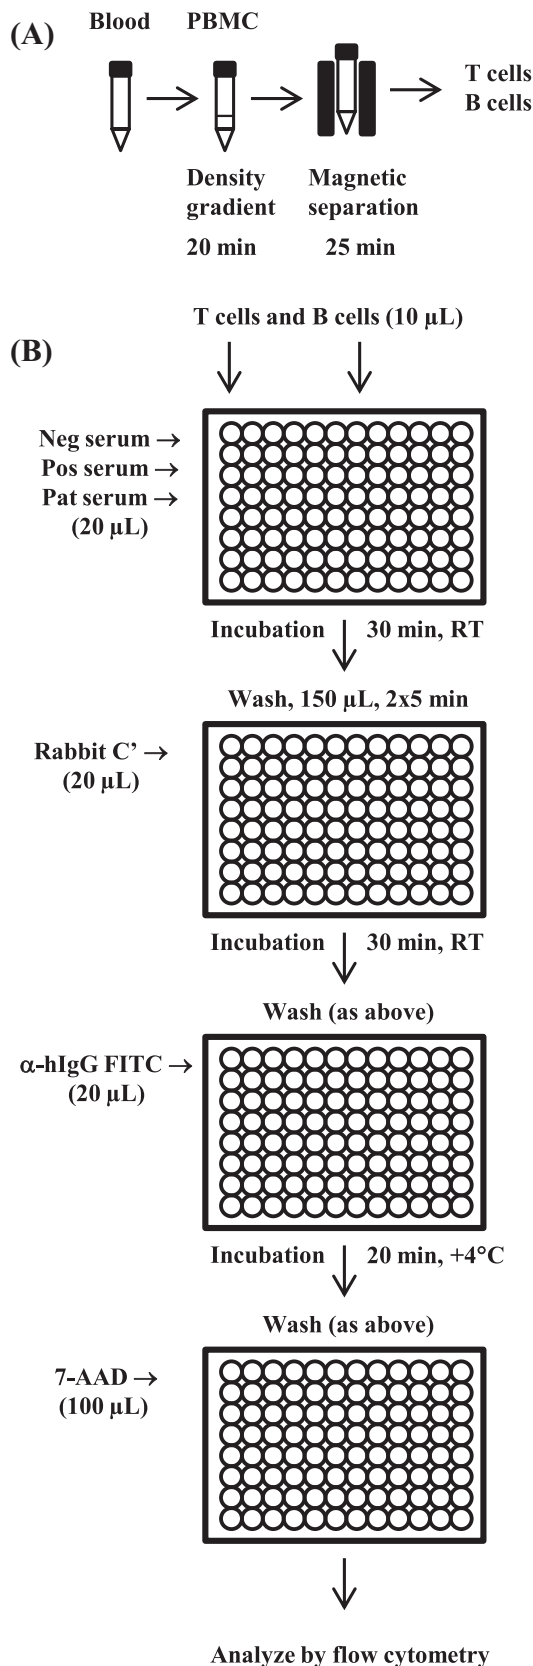 (A)
Blood PBMC
T cells
B cells
Density
gradient
20 min
Magnetic
separation
25 min
(B)
T cells and B cells (10 µL)
Neg serum →
Pos serum →
Pat serum →
(20 µL)
Incubation 30 min, RT
Wash, 150 µL, 2x5 min
Rabbit C’ →
(20 µL)
Incubation 30 min, RT
Wash (as above)
α-hIgG FITC →
(20 µL)
Incubation 20 min, +4°C
Wash (as above)
7-AAD →
(100 µL)
Analyze by flow cytometry